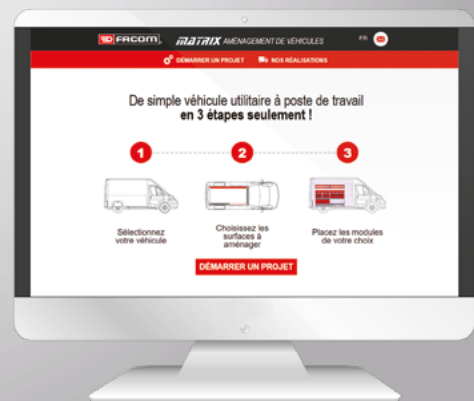 FACOM
MATRIX AMÉNAGEMENT DE VÉHICULES
FR
DÉMARRER UN PROJET
NOS RÉALISATIONS
De simple véhicule utilitaire à poste de travail
en 3 étapes seulement !
1
2
3
Sélectionnez
votre véhicule
Choisissez les
surfaces à
aménager
Placez les modules
de votre choix
DÉMARRER UN PROJET